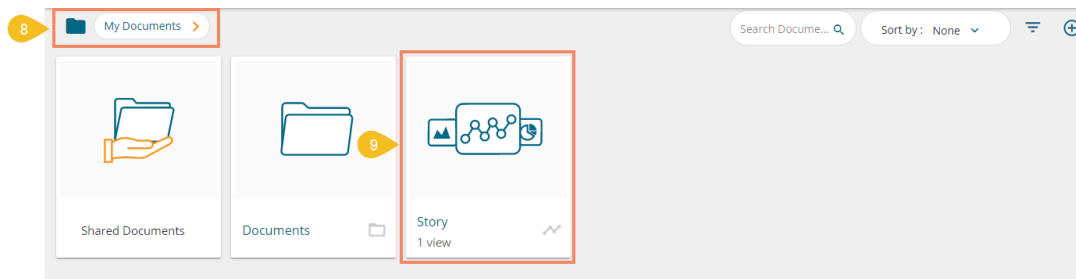 8
My Documents >
Search Docume...
Sort by : None
9
Shared Documents
Documents
Story
1 view